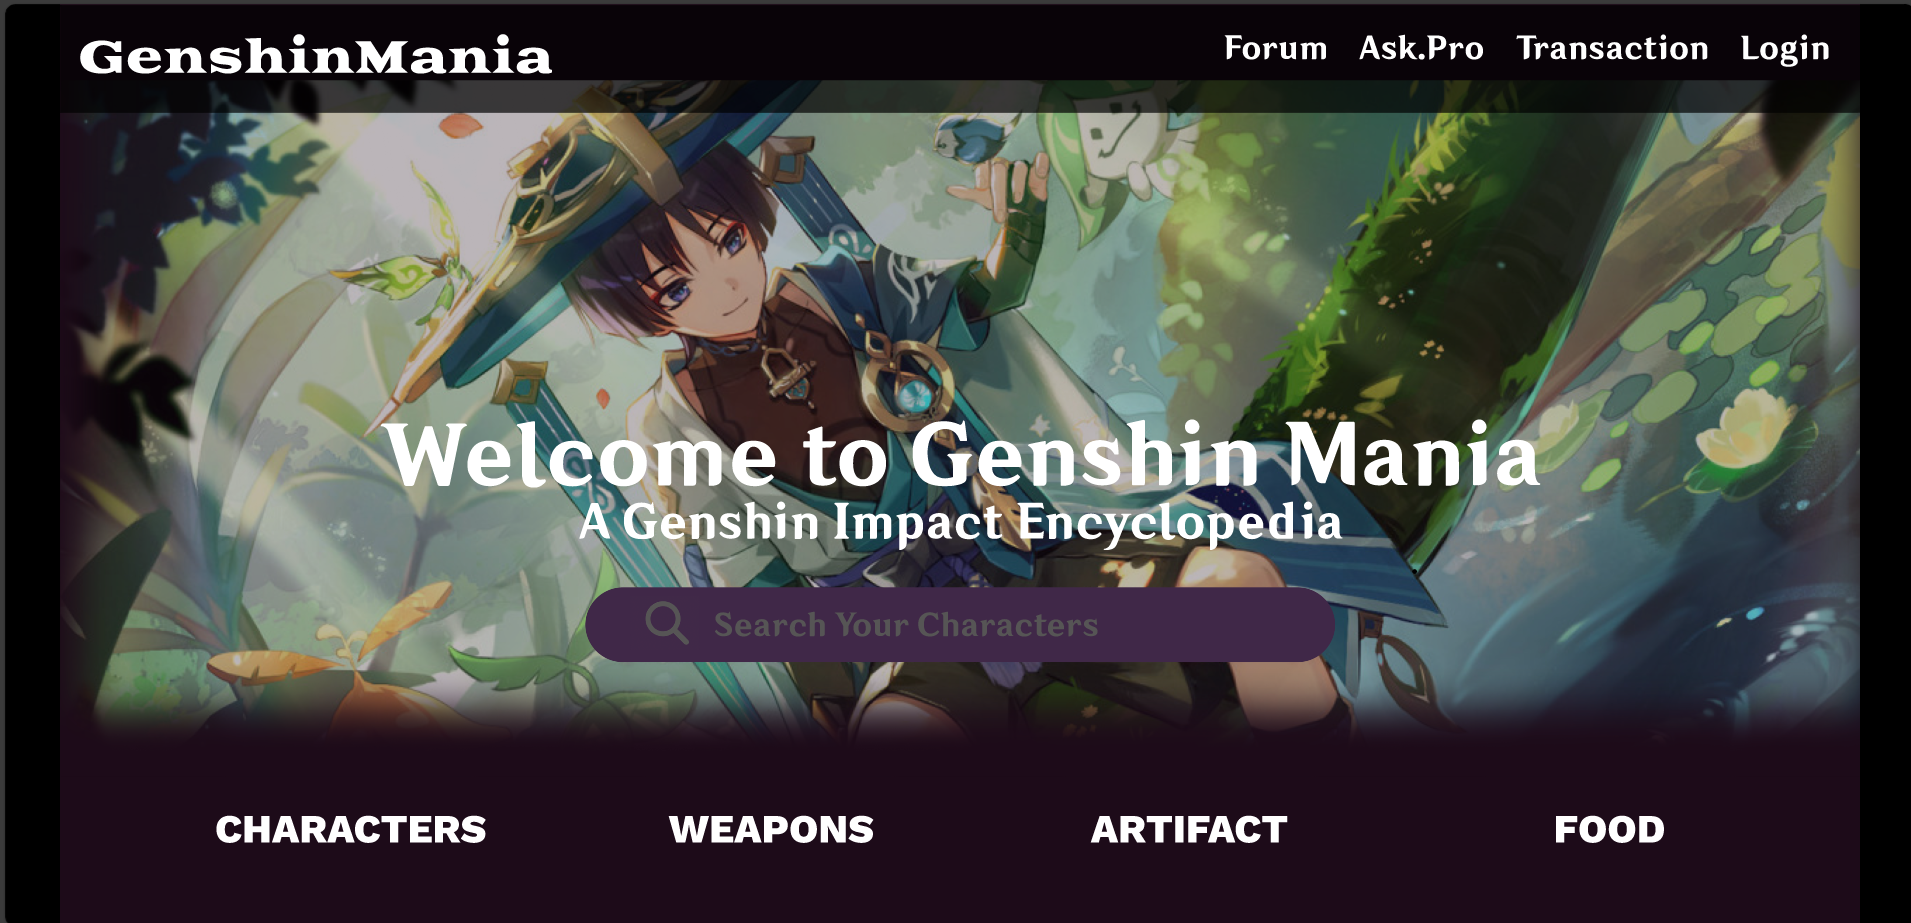 GenshinMania
Forum Ask.Pro Transaction Login
Welcome to Genshin Mania
A Genshin Impact Encyclopedia
Search Your Characters
CHARACTERS WEAPONS ARTIFACT FOOD